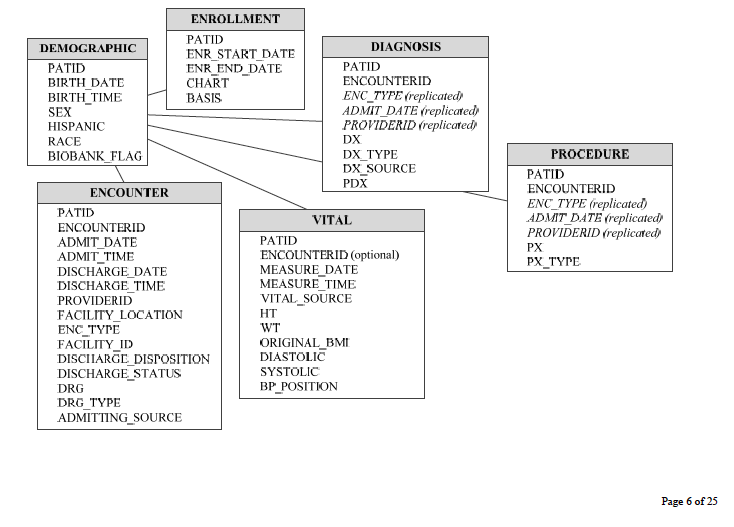 ENROLLMENT
PATID
ENR_START_DATE
ENR_END_DATE
CHART
BASIS
DEMOGRAPHIC
PATID
BIRTH_DATE
BIRTH_TIME
SEX
HISPANIC
RACE
BIOBANK_FLAG
DIAGNOSIS
PATID
ENCOUNTERID
ENC_TYPE (replicated)
ADMIT_DATE (replicated)
PROVIDERID (replicated)
DX
DX_TYPE
DX_SOURCE
PDX
PROCEDURE
PATID
ENCOUNTERID
ENC_TYPE (replicated)
ADMIT_DATE (replicated)
PROVIDERID (replicated)
PX
PX_TYPE
ENCOUNTER
PATID
ENCOUNTERID
ADMIT_DATE
ADMIT_TIME
DISCHARGE_DATE
DISCHARGE_TIME
PROVIDERID
FACILITY_LOCATION
ENC_TYPE
FACILITY_ID
DISCHARGE_DISPOSITION
DISCHARGE_STATUS
DRG
DRG_TYPE
ADMITTING_SOURCE
VITAL
PATID
ENCOUNTERID (optional)
MEASURE_DATE
MEASURE_TIME
VITAL_SOURCE
HT
WT
ORIGINAL_BMI
DIASTOLIC
SYSTOLIC
BP_POSITION
Page 6 of 25